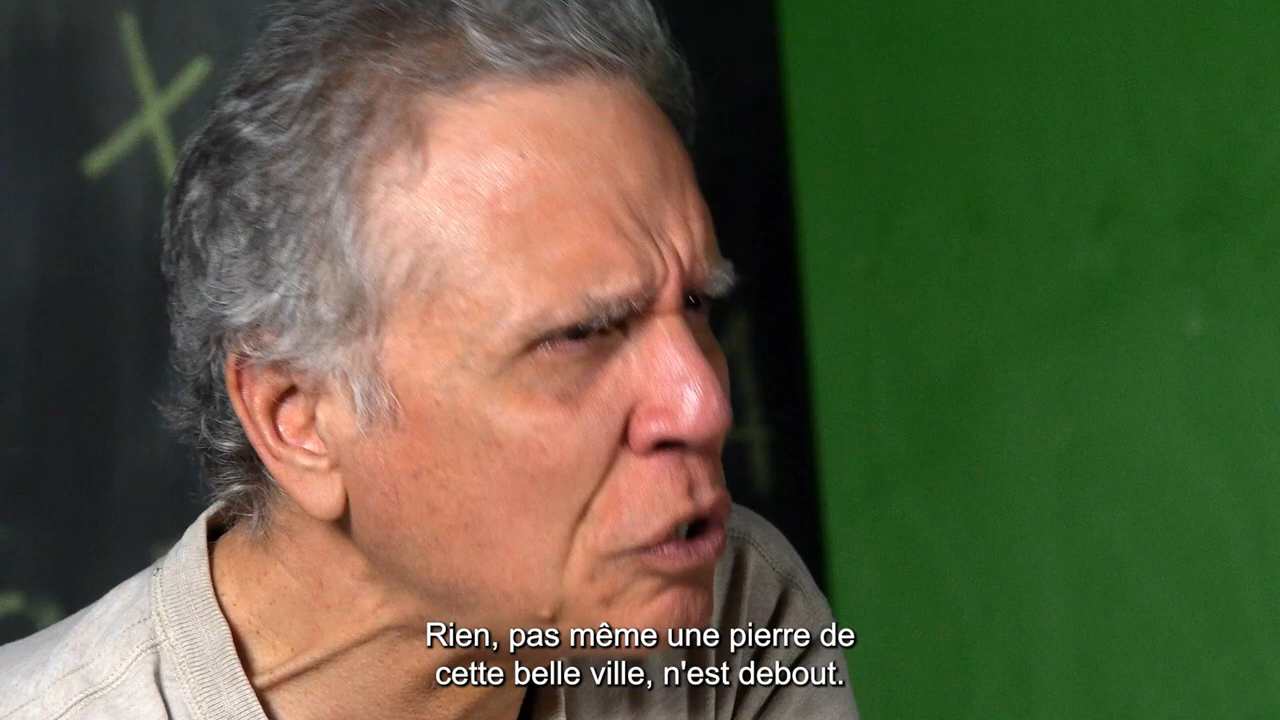 X
Rien, pas même une pierre de
cette belle ville, n'est debout.